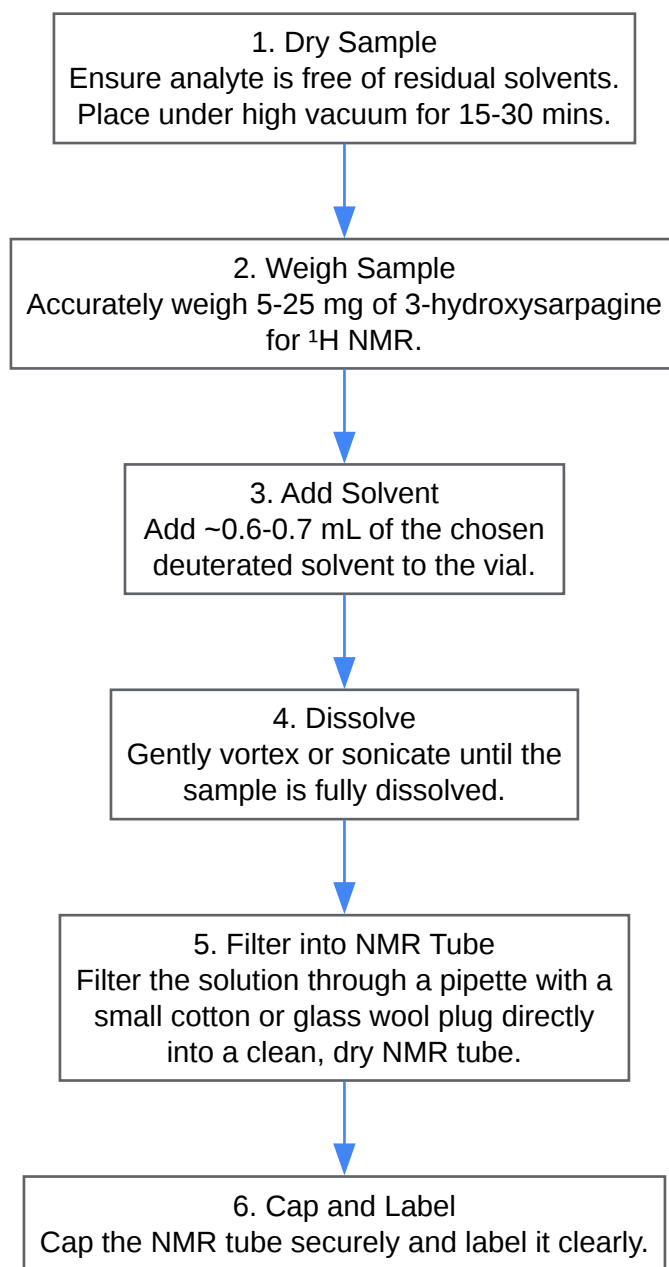 1. Dry Sample
Ensure analyte is free of residual solvents.
Place under high vacuum for 15-30 mins.
2. Weigh Sample
Accurately weigh 5-25 mg of 3-hydroxysarpagine
for ¹H NMR.
3. Add Solvent
Add ~0.6-0.7 mL of the chosen
deuterated solvent to the vial.
4. Dissolve
Gently vortex or sonicate until the
sample is fully dissolved.
5. Filter into NMR Tube
Filter the solution through a pipette with a
small cotton or glass wool plug directly
into a clean, dry NMR tube.
6. Cap and Label
Cap the NMR tube securely and label it clearly.